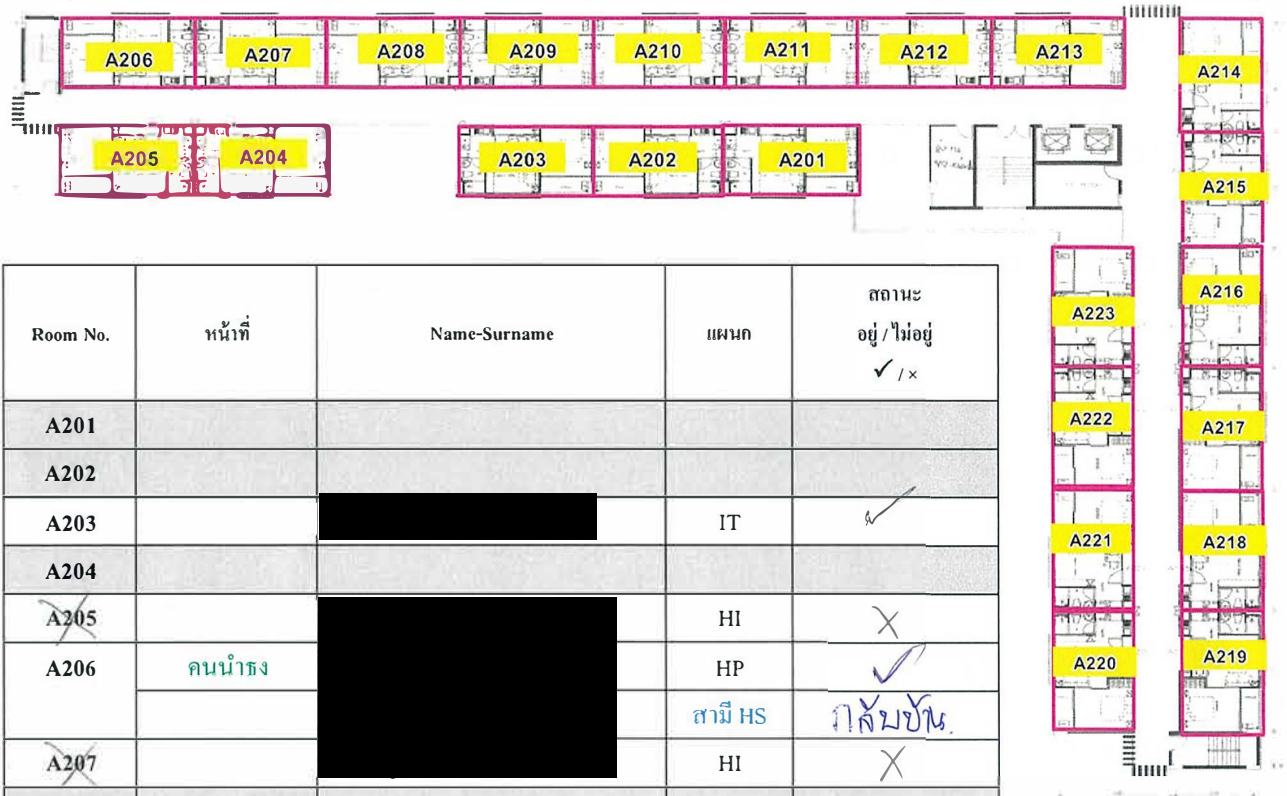 A206 A207 A208 A209 A210 A211 A212 A213
A214
A205 A204 A203 A202 A201
A215
A223
A216
A222
A217
A221
A218
A220
A219
Room No. หน้าที่ Name-Surname แผนก สถานะ
อยู่ / ไม่อยู่
✓ / ×
A201
A202
A203 IT ✓
A204
A205 HI ×
A206 คนนำธง HP ✓
สามี HS กลับบ้าน.
A207 HI ×